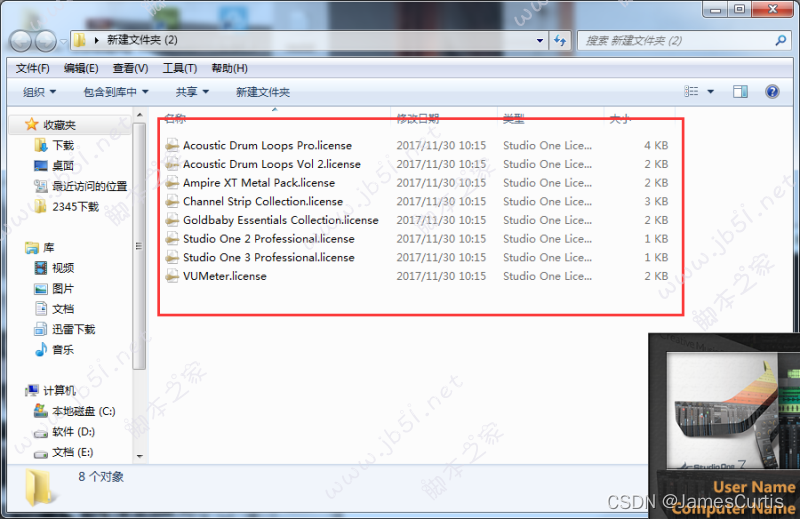 新建文件夹 (2)
搜索 新建文件夹 (2)
文件(F) 编辑(E) 查看(V) 工具(T) 帮助(H)
组织 包含到库中 共享 新建文件夹
名称 修改日期 类型 大小
收藏夹
下载
桌面
最近访问的位置
2345下载
库
视频
图片
文档
迅雷下载
音乐
计算机
本地磁盘 (C:)
软件 (D:)
文档 (E:)
Acoustic Drum Loops Pro.license 2017/11/30 10:15 Studio One Lice... 4 KB
Acoustic Drum Loops Vol 2.license 2017/11/30 10:15 Studio One Lice... 2 KB
Ampire XT Metal Pack.license 2017/11/30 10:15 Studio One Lice... 2 KB
Channel Strip Collection.license 2017/11/30 10:15 Studio One Lice... 3 KB
Goldbaby Essentials Collection.license 2017/11/30 10:15 Studio One Lice... 2 KB
Studio One 2 Professional.license 2017/11/30 10:15 Studio One Lice... 1 KB
Studio One 3 Professional.license 2017/11/30 10:15 Studio One Lice... 1 KB
VUMeter.license 2017/11/30 10:15 Studio One Lice... 2 KB
8 个对象
Studio One
User Name
Computer Name
CSDN @JamesCurtis
www.jb51.net
脚本之家